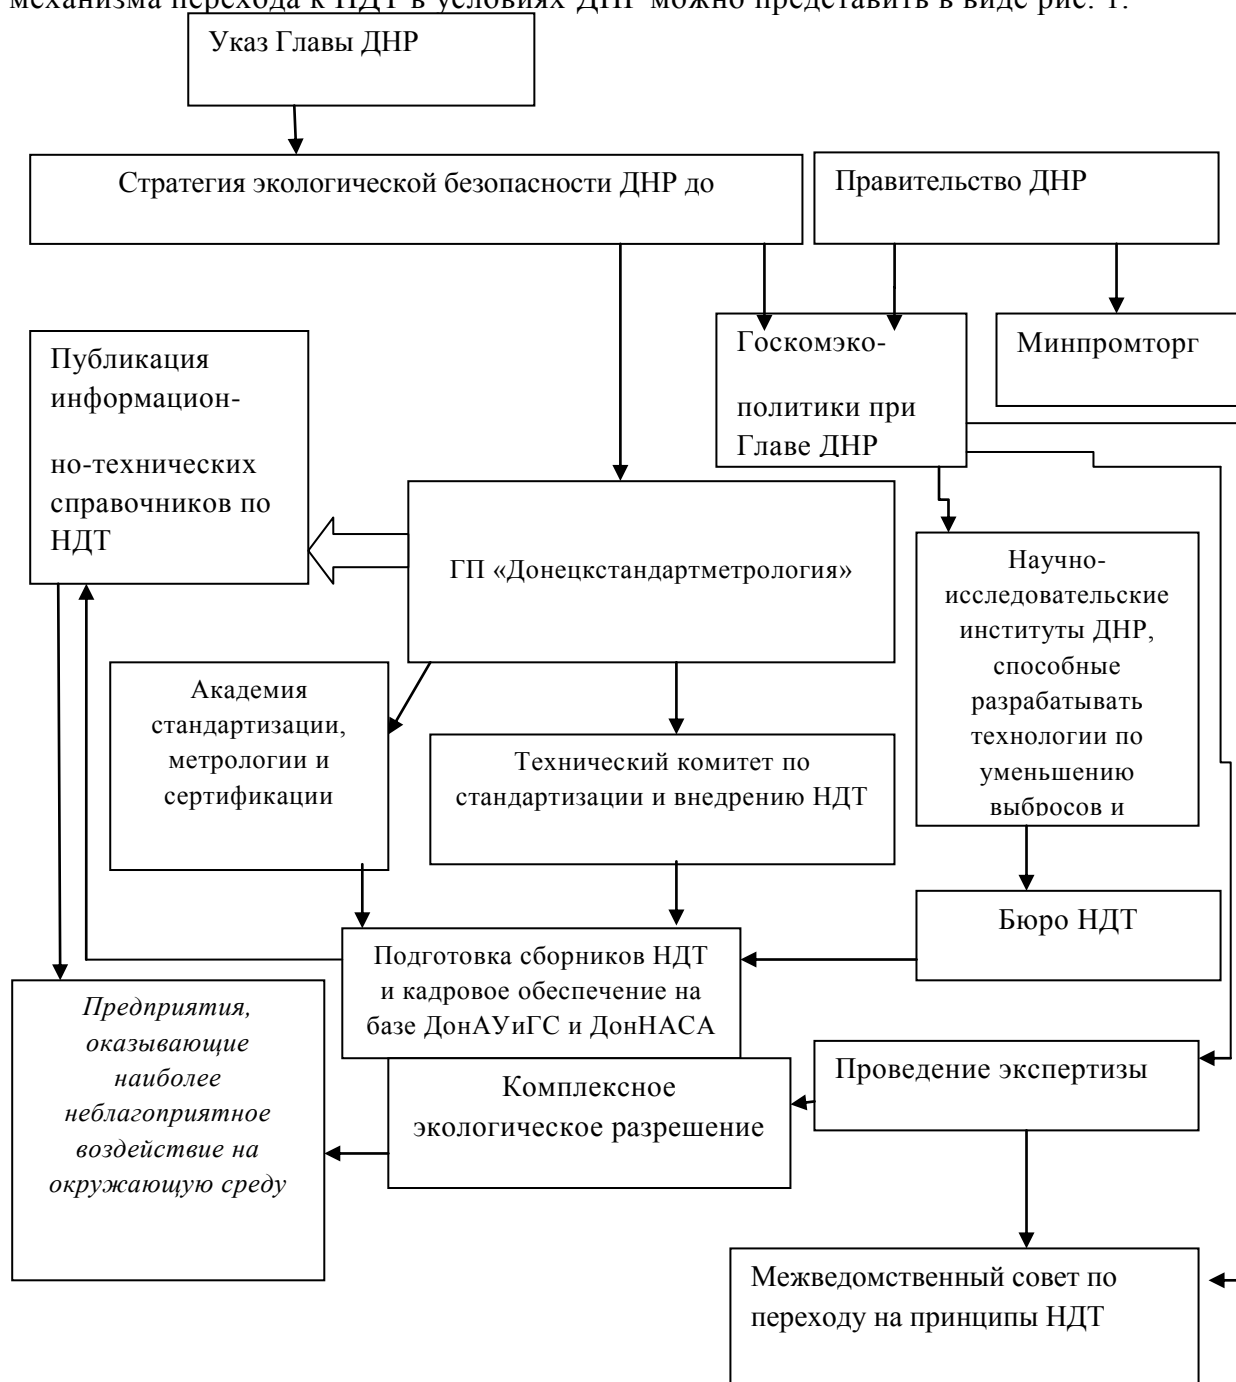 механизма перехода к НДТ в условиях ДНР можно представить в виде рис. 1.
Указ Главы ДНР
Стратегия экологической безопасности ДНР до
Правительство ДНР
Госкомэко-
политики при
Главе ДНР
Минпромторг
Публикация
информацион-
но-технических
справочников по
НДТ
ГП «Донецкстандартметрология»
Научно-
исследовательские
институты ДНР,
способные
разрабатывать
технологии по
уменьшению
выбросов и
Академия
стандартизации,
метрологии и
сертификации
Технический комитет по
стандартизации и внедрению НДТ
Бюро НДТ
Подготовка сборников НДТ
и кадровое обеспечение на
базе ДонАУиГС и ДонНАСА
Предприятия,
оказывающие
наиболее
неблагоприятное
воздействие на
окружающую среду
Проведение экспертизы
Комплексное
экологическое разрешение
Межведомственный совет по
переходу на принципы НДТ